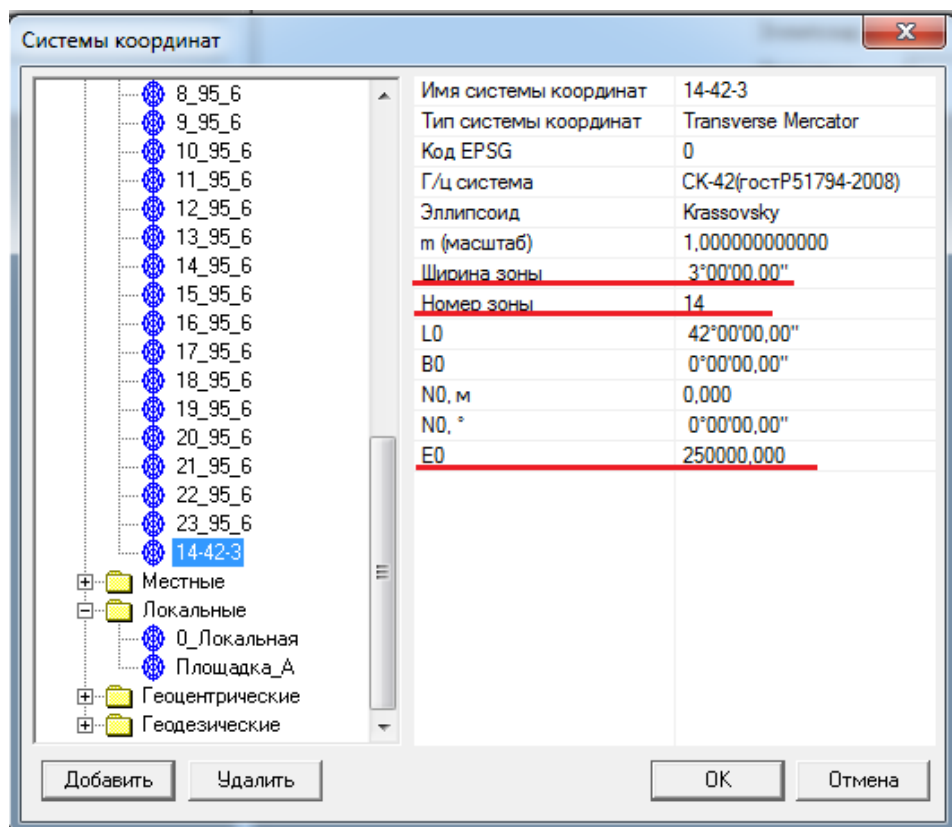 Системы координат
8_95_6
9_95_6
10_95_6
11_95_6
12_95_6
13_95_6
14_95_6
15_95_6
16_95_6
17_95_6
18_95_6
19_95_6
20_95_6
21_95_6
22_95_6
23_95_6
14-42-3
Местные
Локальные
0_Локальная
Площадка_А
Геоцентрические
Геодезические
Имя системы координат 14-42-3
Тип системы координат Transverse Mercator
Код EPSG 0
Г/ц система СК-42(гостР51794-2008)
Эллипсоид Krassovsky
m (масштаб) 1,000000000000
Ширина зоны 3°00'00,00"
Номер зоны 14
L0 42°00'00,00"
B0 0°00'00,00"
N0, м 0,000
N0, ° 0°00'00,00"
E0 250000,000
Добавить Удалить OK Отмена